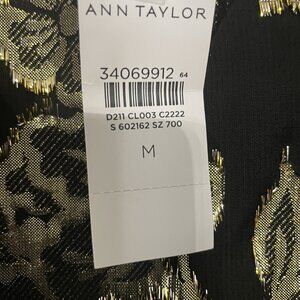 ANN TAYLOR
34069912 64
D211 CL003 C2222
S 602162 SZ 700
M